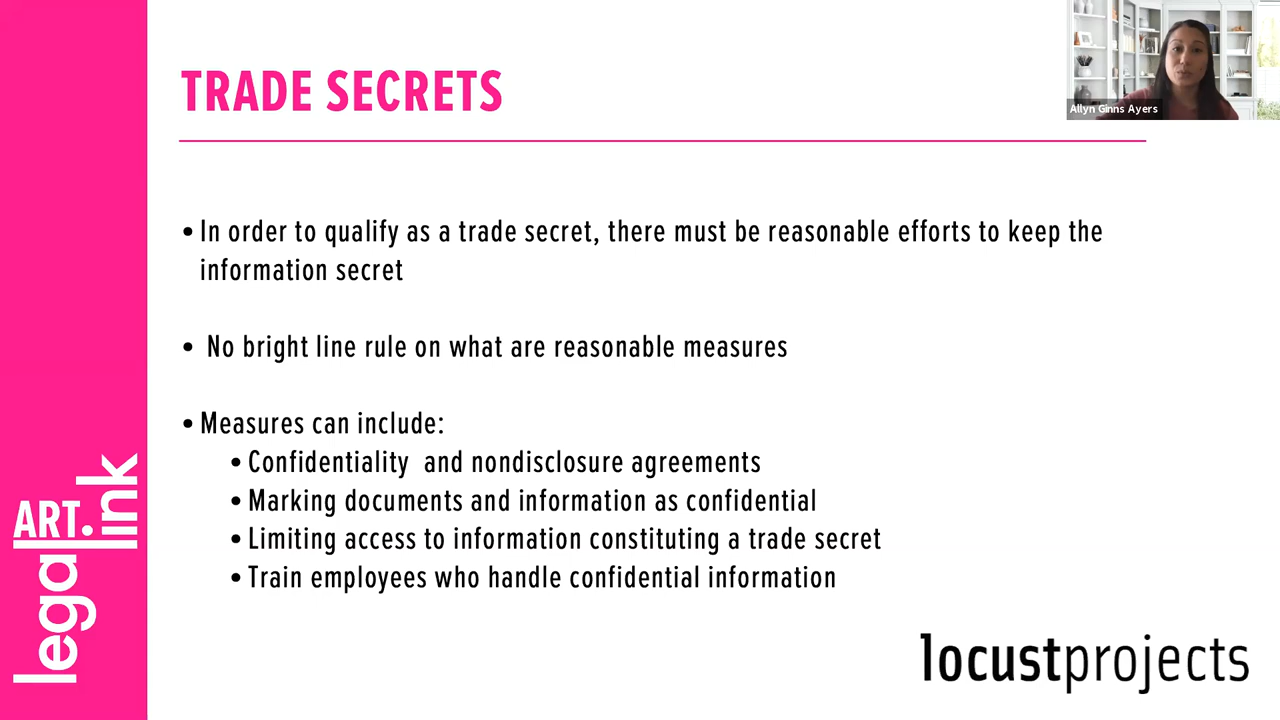 TRADE SECRETS
Allyn Ginns Ayers
• In order to qualify as a trade secret, there must be reasonable efforts to keep the
information secret
• No bright line rule on what are reasonable measures
• Measures can include:
• Confidentiality and nondisclosure agreements
• Marking documents and information as confidential
• Limiting access to information constituting a trade secret
• Train employees who handle confidential information
legal
ART.
link
locustprojects